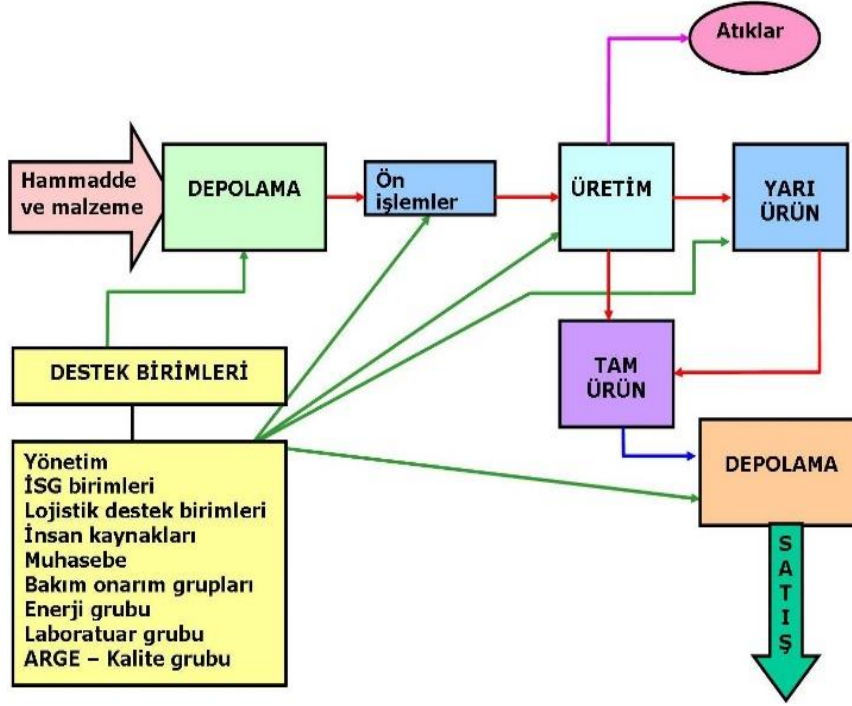 Atıklar
Hammadde
ve malzeme
DEPOLAMA
Ön
işlemler
ÜRETİM
YARI
ÜRÜN
DESTEK BİRİMLERİ
TAM
ÜRÜN
Yönetim
İSG birimleri
Lojistik destek birimleri
İnsan kaynakları
Muhasebe
Bakım onarım grupları
Enerji grubu
Laboratuar grubu
ARGE – Kalite grubu
DEPOLAMA
SATIŞ